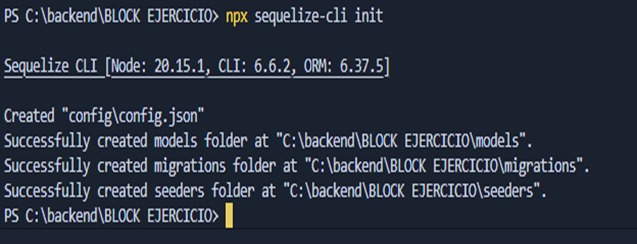 PS C:\backend\BLOCK EJERCICIO> npx sequelize-cli init
Sequelize CLI [Node: 20.15.1, CLI: 6.6.2, ORM: 6.37.5]
Created "config\config.json"
Successfully created models folder at "C:\backend\BLOCK EJERCICIO\models".
Successfully created migrations folder at "C:\backend\BLOCK EJERCICIO\migrations".
Successfully created seeders folder at "C:\backend\BLOCK EJERCICIO\seeders".
PS C:\backend\BLOCK EJERCICIO>